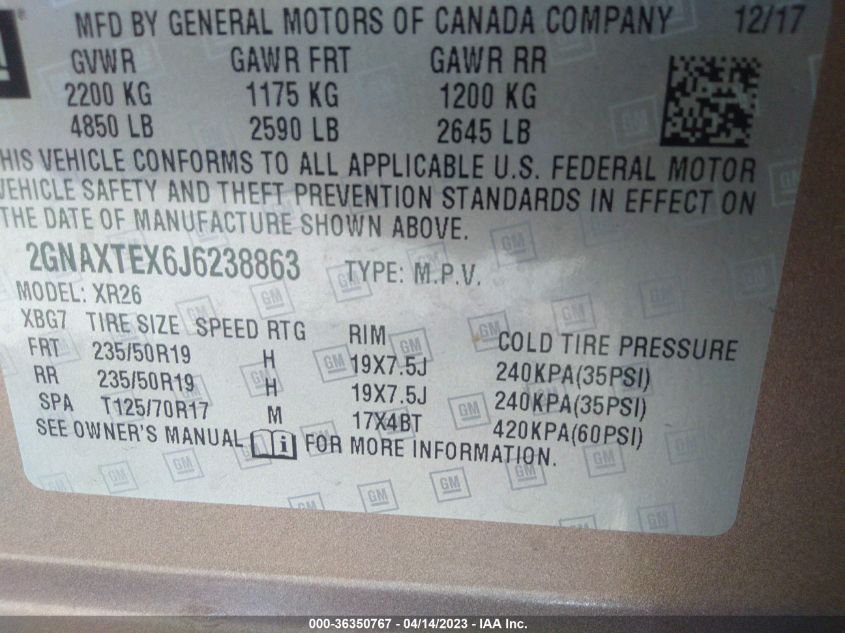 MFD BY GENERAL MOTORS OF CANADA COMPANY 12/17
GVWR GAWR FRT GAWR RR
2200 KG 1175 KG 1200 KG
4850 LB 2590 LB 2645 LB
HIS VEHICLE CONFORMS TO ALL APPLICABLE U.S. FEDERAL MOTOR
VEHICLE SAFETY AND THEFT PREVENTION STANDARDS IN EFFECT ON
THE DATE OF MANUFACTURE SHOWN ABOVE.
2GNAXTEX6J6238863 TYPE: M.P.V.
MODEL: XR26
XBG7 TIRE SIZE SPEED RTG RIM COLD TIRE PRESSURE
FRT 235/50R19 H 19X7.5J 240KPA(35PSI)
RR 235/50R19 H 19X7.5J 240KPA(35PSI)
SPA T125/70R17 M 17X4BT 420KPA(60PSI)
SEE OWNER'S MANUAL i FOR MORE INFORMATION.
000-36350767 - 04/14/2023 - IAA Inc.